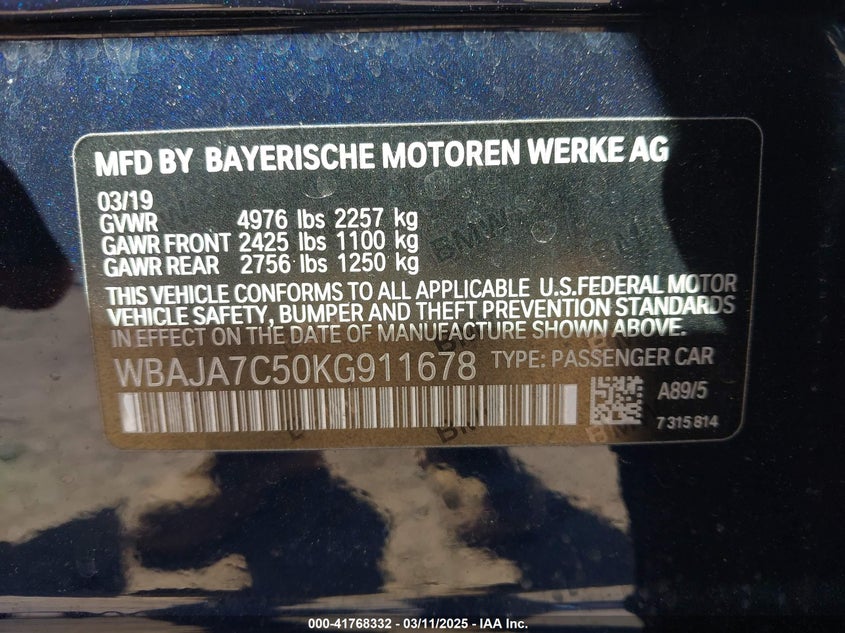 MFD BY BAYERISCHE MOTOREN WERKE AG
03/19
GVWR 4976 lbs 2257 kg
GAWR FRONT 2425 lbs 1100 kg
GAWR REAR 2756 lbs 1250 kg
THIS VEHICLE CONFORMS TO ALL APPLICABLE U.S.FEDERAL MOTOR
VEHICLE SAFETY, BUMPER AND THEFT PREVENTION STANDARDS
IN EFFECT ON THE DATE OF MANUFACTURE SHOWN ABOVE.
WBAJA7C50KG911678 TYPE: PASSENGER CAR
A89/5
7 315 814
000-41768332 - 03/11/2025 - IAA Inc.